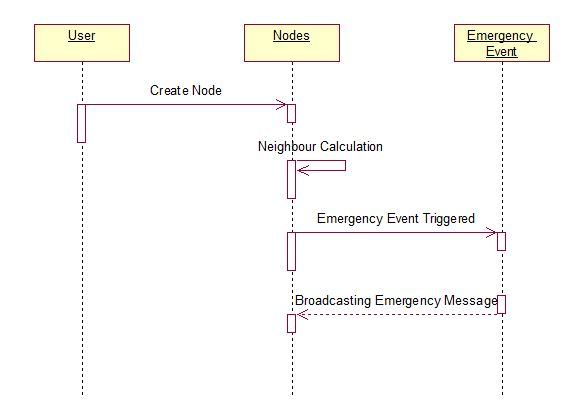 User
Nodes
Emergency
Event
Create Node
Neighbour Calculation
Emergency Event Triggered
Broadcasting Emergency Message